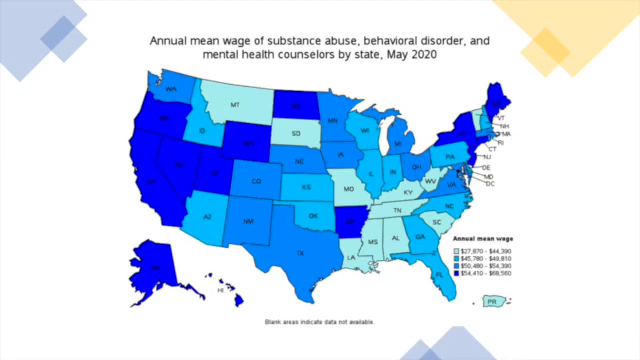 Annual mean wage of substance abuse, behavioral disorder, and
mental health counselors by state, May 2020
WA
MT
MN
VT
NH
MA
RI
CT
NJ
DE
MD
DC
ID
SD
WI
MI
NE
IA
IL
IN
OH
PA
CO
KS
MO
KY
WV
VA
AZ
NM
OK
TN
NC
SC
TX
LA
MS
AL
GA
FL
HI
PR
Annual mean wage
$27,870 - $44,390
$45,780 - $49,810
$50,480 - $54,390
$54,410 - $68,560
Blank areas indicate data not available.